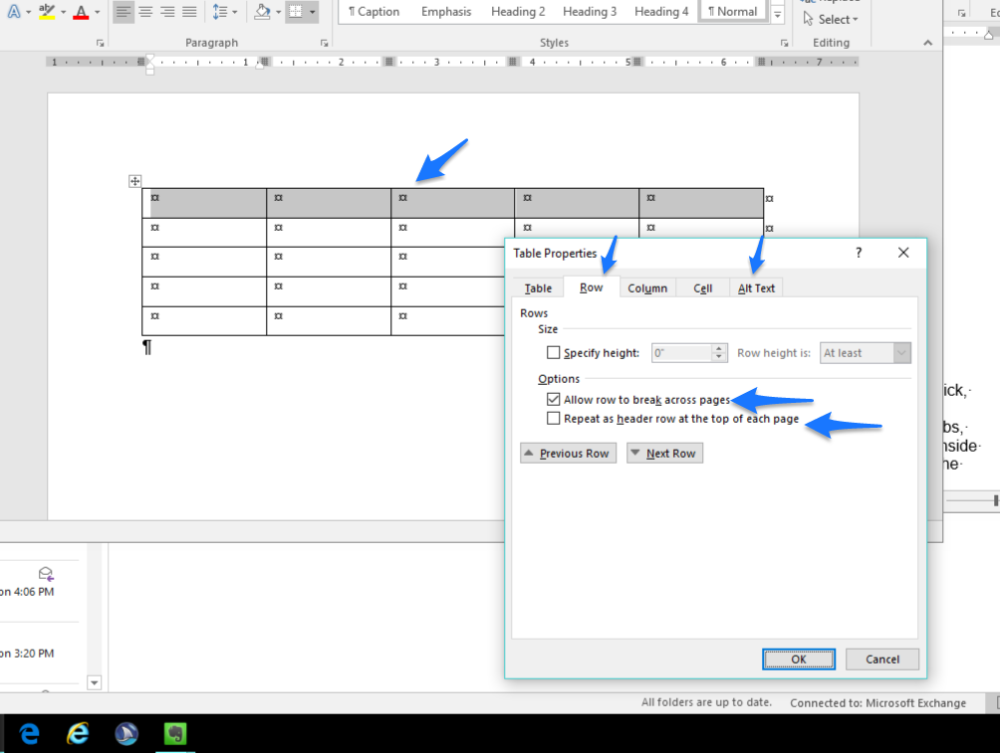 ¶ Caption Emphasis Heading 2 Heading 3 Heading 4 ¶ Normal
Select
Paragraph Styles Editing
1 1 2 3 4 5 6 7
¤ ¤ ¤ ¤ ¤ ¤
¤ ¤ ¤ ¤ ¤ ¤
¤ ¤ ¤
¤ ¤ ¤
¤ ¤ ¤
¶
Table Properties ?
Table Row Column Cell Alt Text
Rows
Size
Specify height: 0" Row height is: At least
Options
Allow row to break across pages
Repeat as header row at the top of each page
Previous Row Next Row
OK Cancel
ick,
bs,
nside
he
on 4:06 PM
on 3:20 PM
All folders are up to date. Connected to: Microsoft Exchange